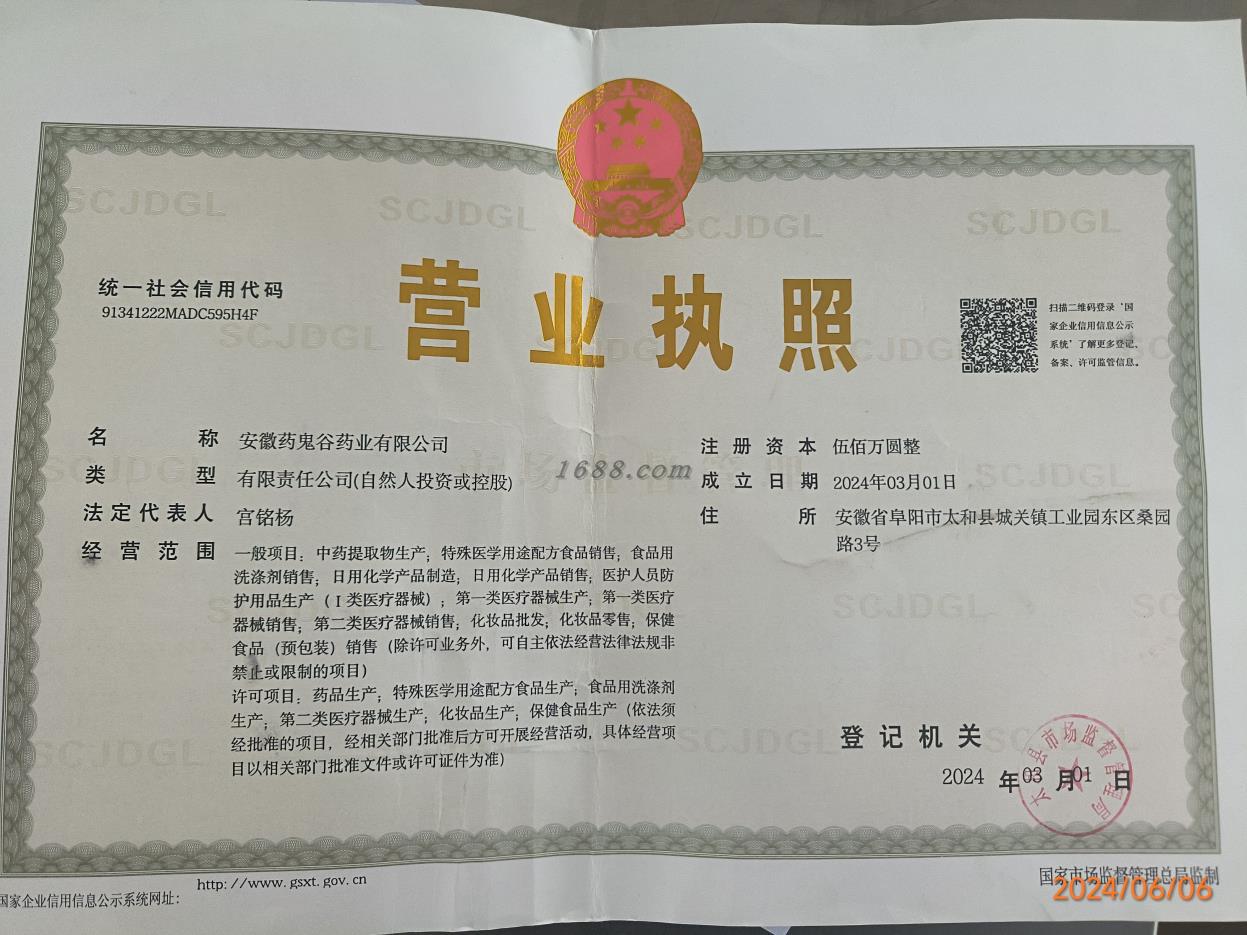 统一社会信用代码
91341222MADC595H4F
营业执照
扫描二维码登录‘国
家企业信用信息公示
系统’了解更多登记、
备案、许可监管信息。
名称 安徽药鬼谷药业有限公司
类型 有限责任公司(自然人投资或控股)
法定代表人 宫铭杨
经营范围 一般项目：中药提取物生产；特殊医学用途配方食品销售；食品用
洗涤剂销售；日用化学产品制造；日用化学产品销售；医护人员防
护用品生产（Ⅰ类医疗器械）；第一类医疗器械生产；第一类医疗
器械销售；第二类医疗器械销售；化妆品批发；化妆品零售；保健
食品（预包装）销售（除许可业务外，可自主依法经营法律法规非
禁止或限制的项目）
许可项目：药品生产；特殊医学用途配方食品生产；食品用洗涤剂
生产；第二类医疗器械生产；化妆品生产；保健食品生产（依法须
经批准的项目，经相关部门批准后方可开展经营活动，具体经营项
目以相关部门批准文件或许可证件为准）
注册资本 伍佰万圆整
成立日期 2024年03月01日
住所 安徽省阜阳市太和县城关镇工业园东区桑园
路3号
1688.com
登记机关
2024 年 03 月 01 日
太和县市场监督管理局
国家企业信用信息公示系统网址：
http://www.gsxt.gov.cn
国家市场监督管理总局监制
2024/06/06
SCJDGL
SCJDGL
SCJDGL
SCJDGL
SCJDGL
SCJDGL
SCJDGL
SCJDGL
SCJDGL
SCJDGL
SCJDGL